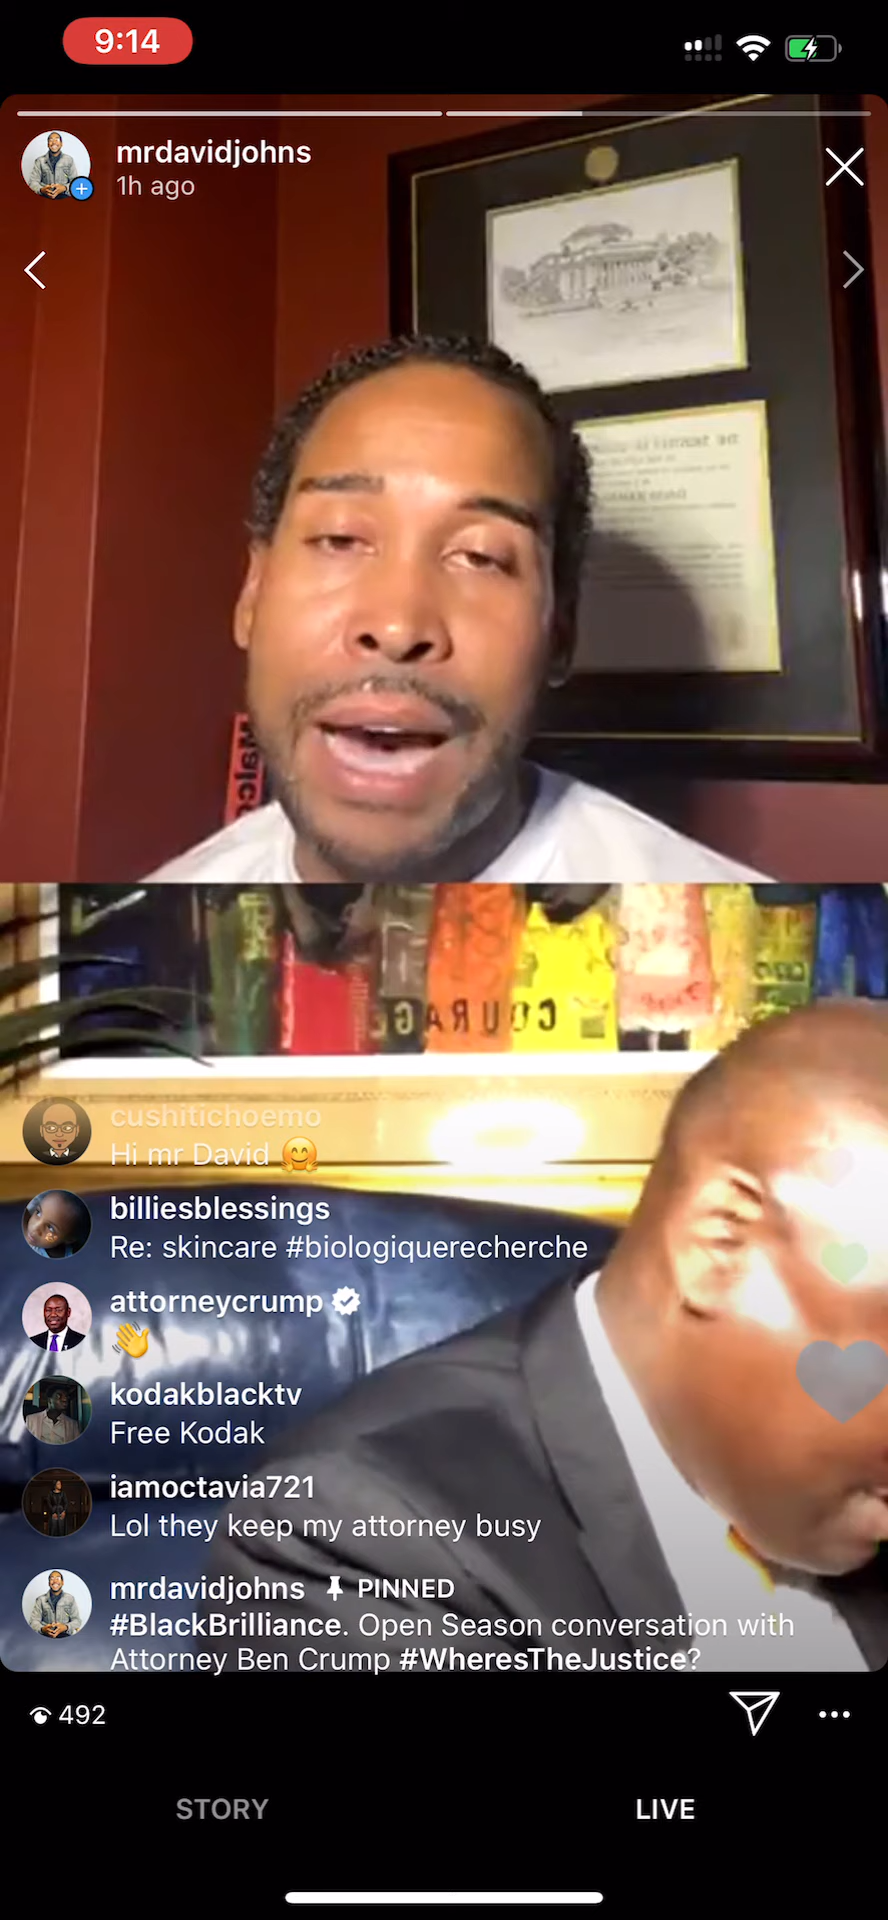 9:14
mrdavidjohns
1h ago
Malco
COURAGE
cushitichoemo
Hi mr David 🤗
billiesblessings
Re: skincare #biologiquerecherche
attorneycrump
👋
kodakblacktv
Free Kodak
iamoctavia721
Lol they keep my attorney busy
mrdavidjohns PINNED
#BlackBrilliance. Open Season conversation with
Attorney Ben Crump #WheresTheJustice?
492
STORY LIVE